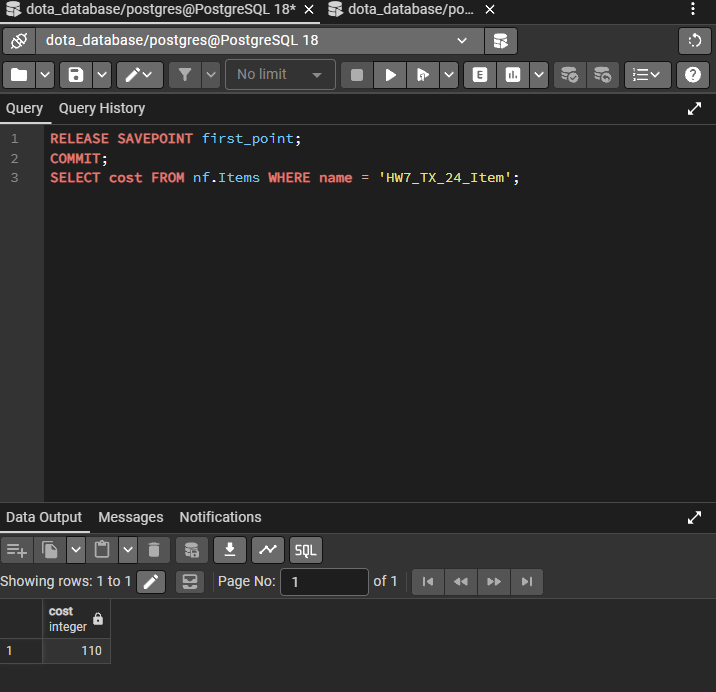 dota_database/postgres@PostgreSQL 18* dota_database/po...
dota_database/postgres@PostgreSQL 18
No limit E
Query Query History
1 RELEASE SAVEPOINT first_point;
2 COMMIT;
3 SELECT cost FROM nf.Items WHERE name = 'HW7_TX_24_Item';
Data Output Messages Notifications
SQL
Showing rows: 1 to 1 Page No: 1 of 1
cost
integer
1 110